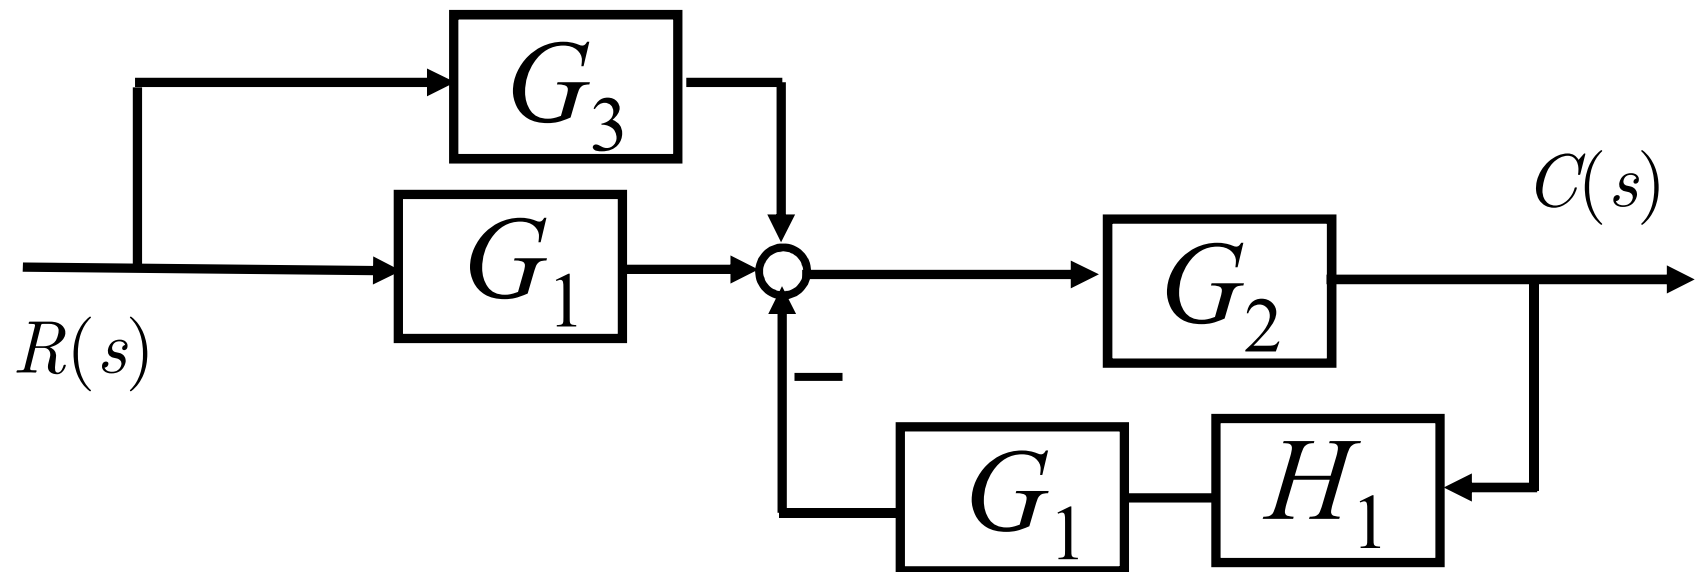 G₃
G₁
R(s)
G₂
C(s)
−
G₁
H₁